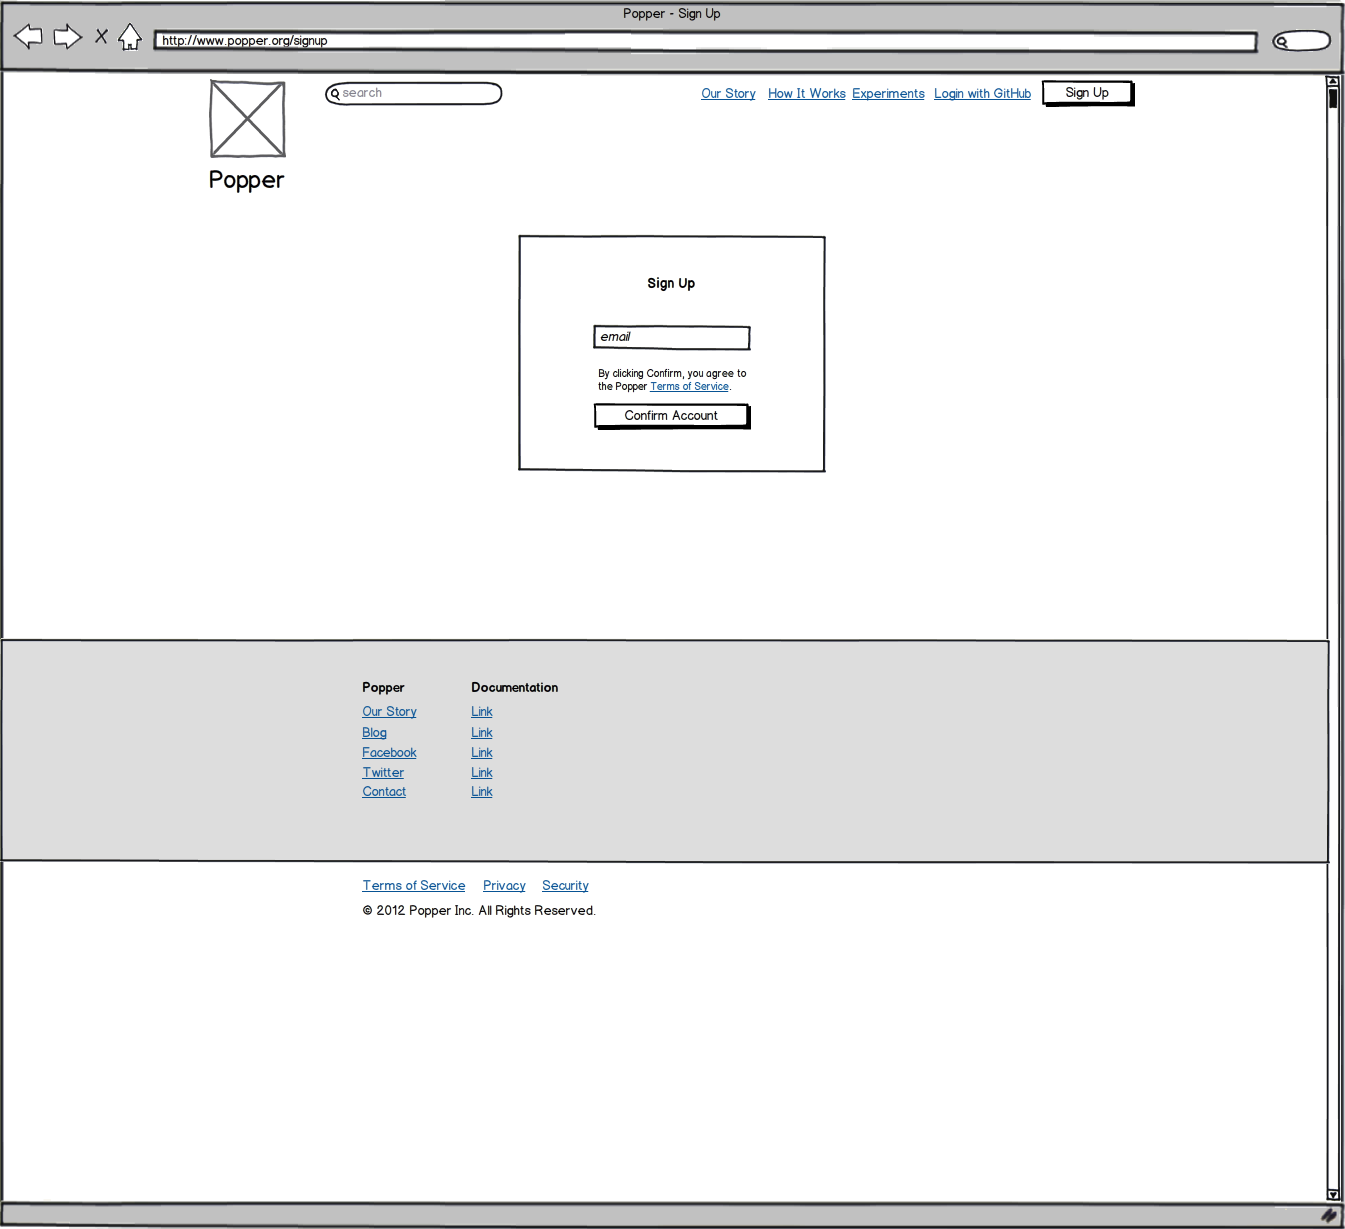 Popper - Sign Up
http://www.popper.org/signup
search
Our Story How It Works Experiments Login with GitHub Sign Up
Popper
Sign Up
email
By clicking Confirm, you agree to
the Popper Terms of Service.
Confirm Account
Popper Documentation
Our Story Link
Blog Link
Facebook Link
Twitter Link
Contact Link
Terms of Service Privacy Security
© 2012 Popper Inc. All Rights Reserved.